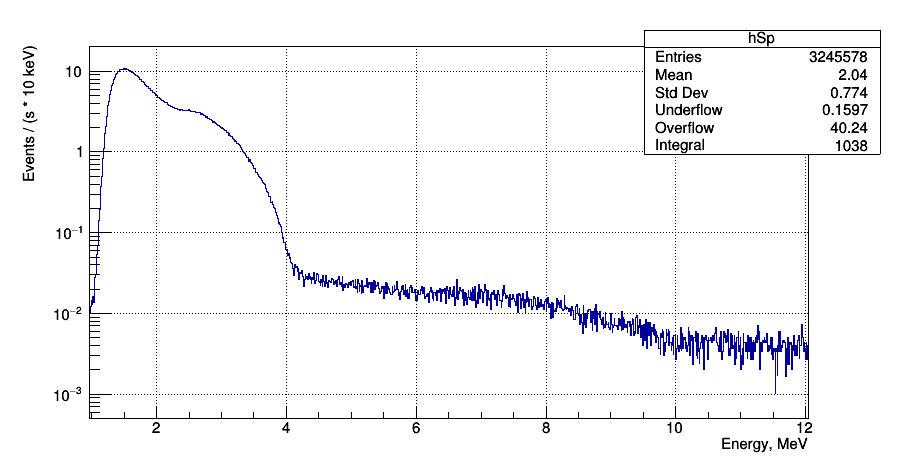 hSp
Entries 3245578
Mean 2.04
Std Dev 0.774
Underflow 0.1597
Overflow 40.24
Integral 1038
Events / (s * 10 keV)
10
1
10⁻¹
10⁻²
10⁻³
2 4 6 8 10 12
Energy, MeV